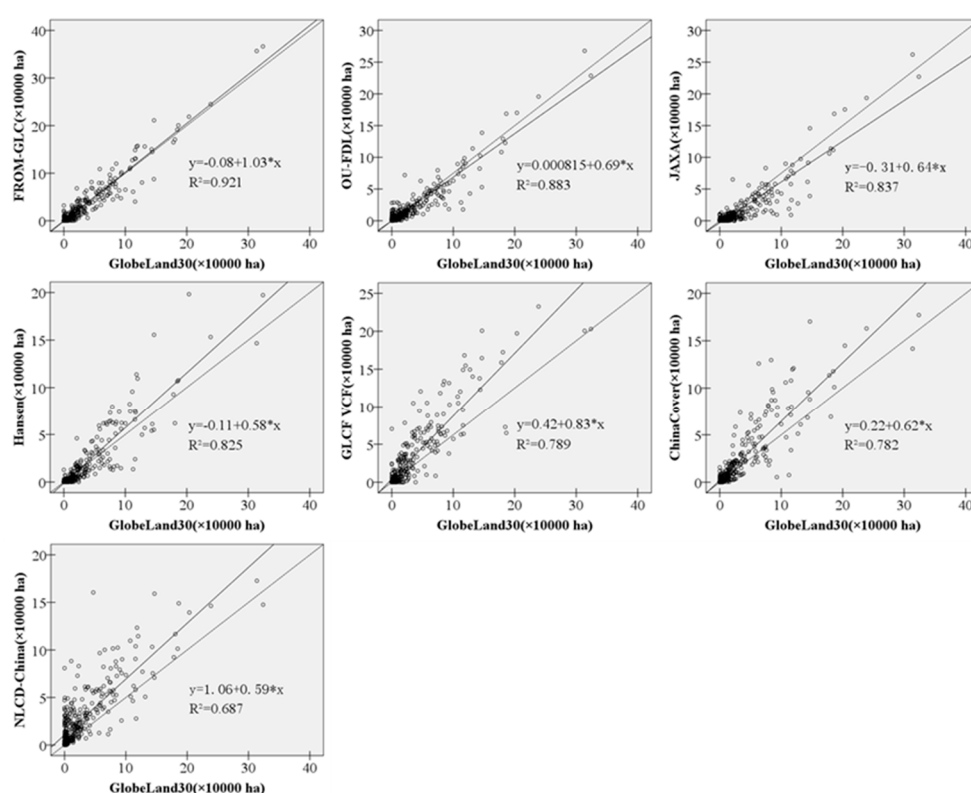 FROM-GLC(×10000 ha)
40
30
20
10
0
y=-0.08+1.03*x
R²=0.921
0 10 20 30 40
GlobeLand30(×10000 ha)
OU-FDL(×10000 ha)
30
25
20
15
10
5
0
y=0.000815+0.69*x
R²=0.883
0 10 20 30 40
GlobeLand30(×10000 ha)
JAXA(×10000 ha)
30
25
20
15
10
5
0
y=-0.31+0.64*x
R²=0.837
0 10 20 30 40
GlobeLand30(×10000 ha)
Hansen(×10000 ha)
20
15
10
5
0
y=-0.11+0.58*x
R²=0.825
0 10 20 30 40
GlobeLand30(×10000 ha)
GLCF VCF(×10000 ha)
25
20
15
10
5
0
y=0.42+0.83*x
R²=0.789
0 10 20 30 40
GlobeLand30(×10000 ha)
ChinaCover(×10000 ha)
20
15
10
5
0
y=0.22+0.62*x
R²=0.782
0 10 20 30 40
GlobeLand30(×10000 ha)
NLCD-China(×10000 ha)
20
15
10
5
0
y=1.06+0.59*x
R²=0.687
0 10 20 30 40
GlobeLand30(×10000 ha)